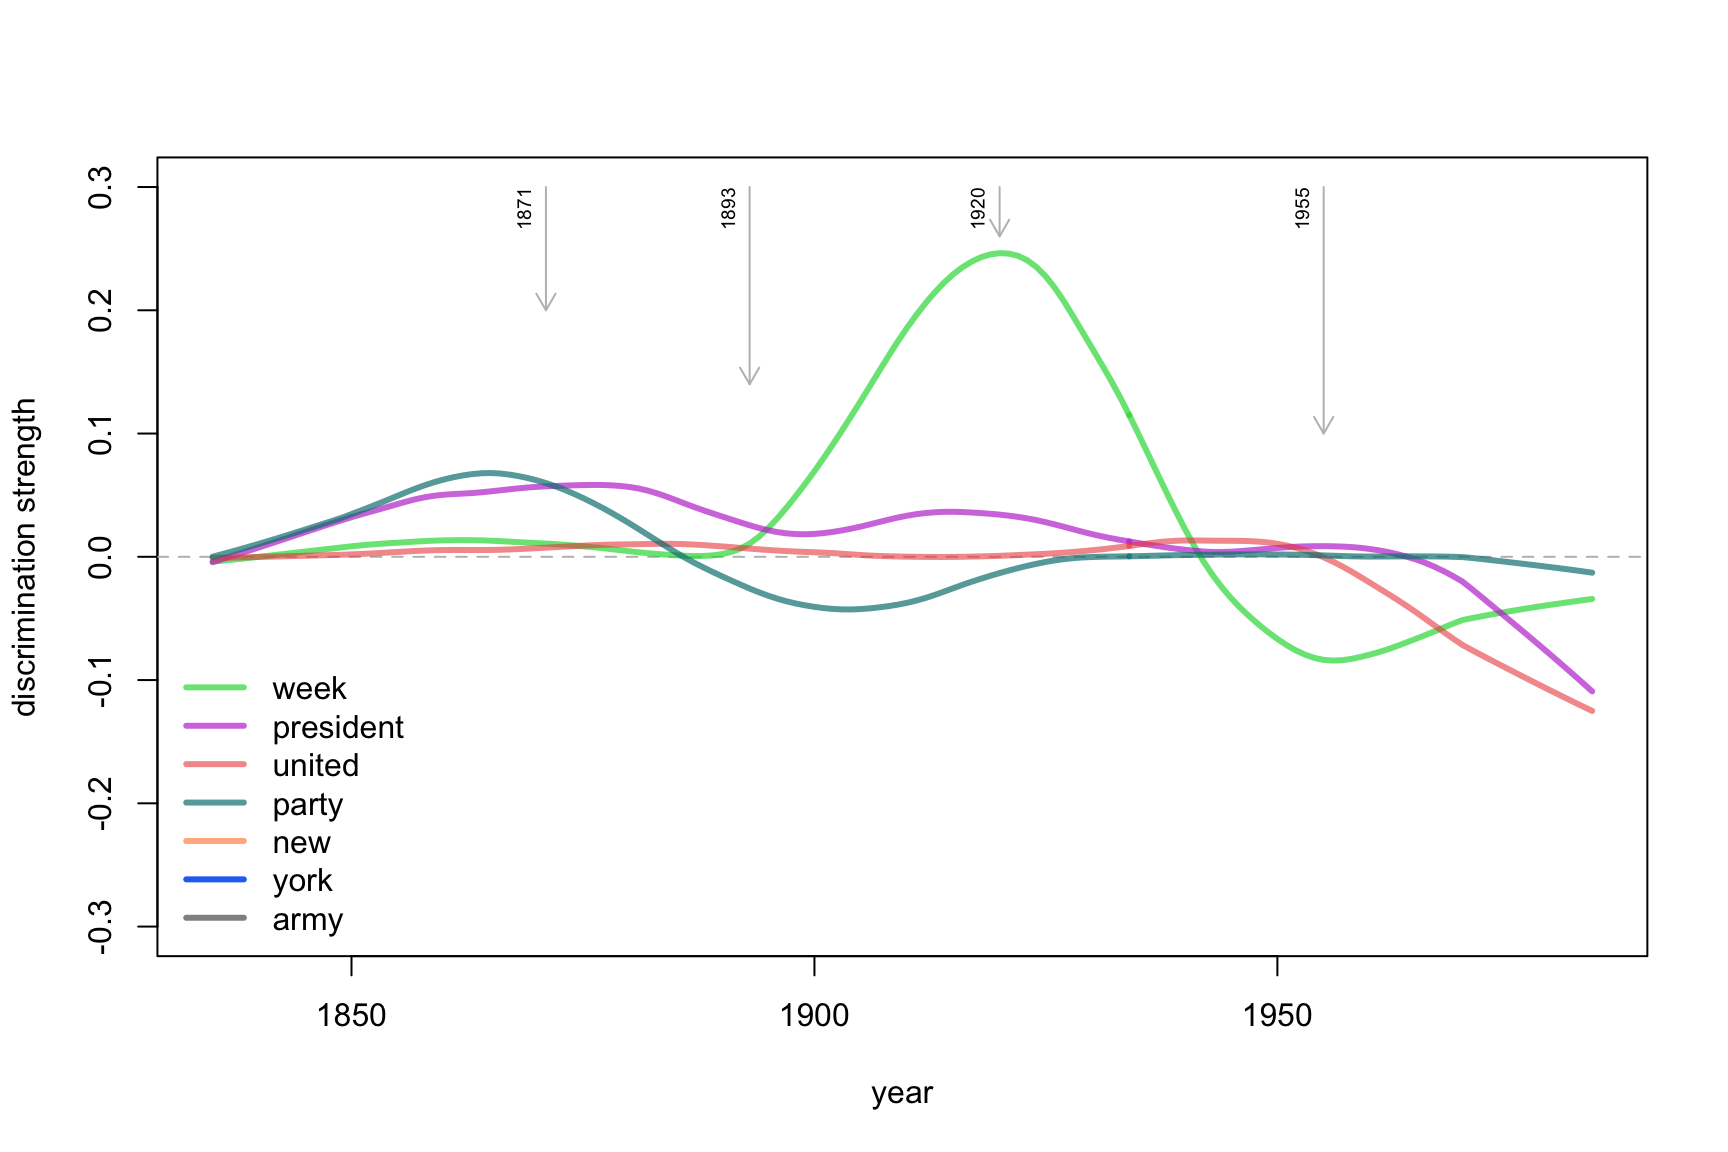 discrimination strength
0.3
0.2
0.1
0.0
-0.1
-0.2
-0.3
1871
1893
1920
1955
week
president
united
party
new
york
army
1850
1900
1950
year